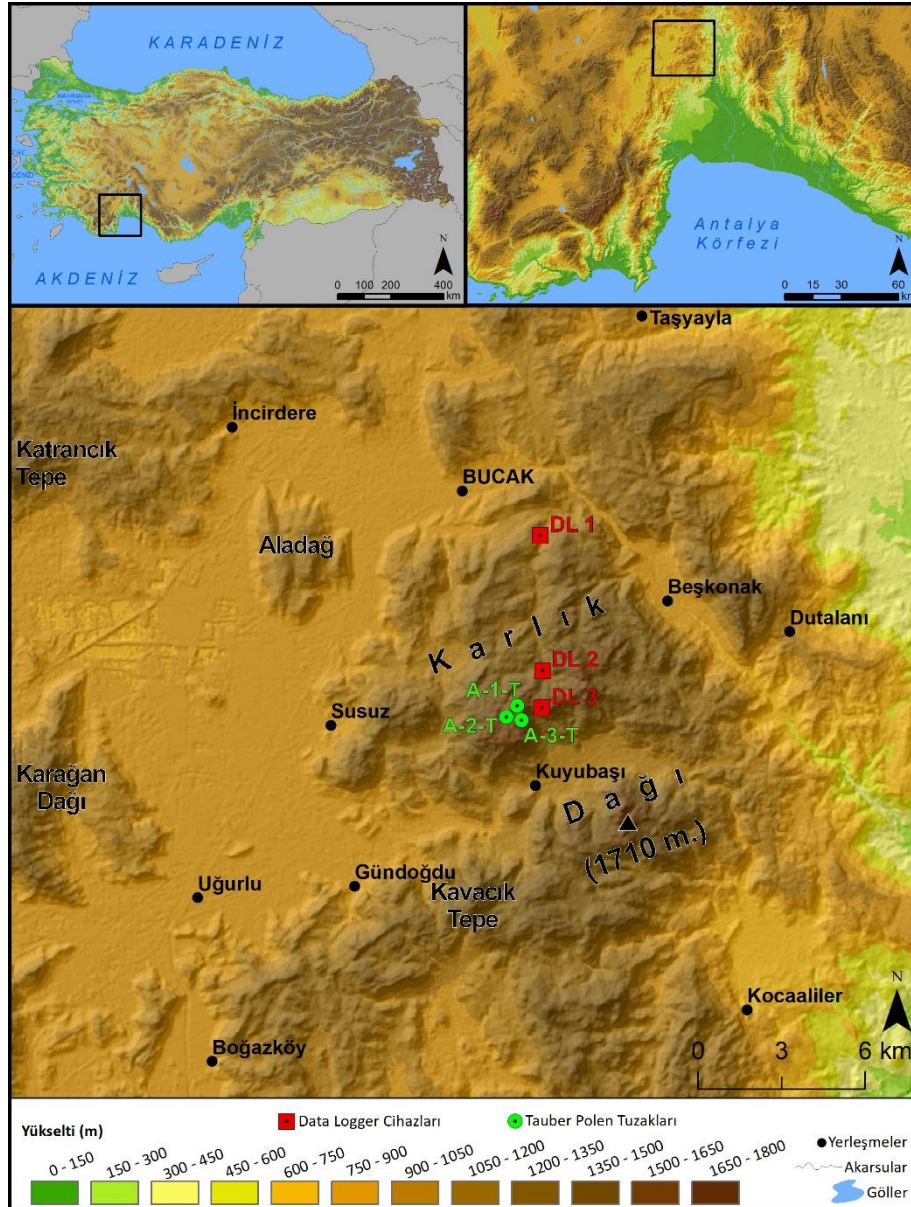 KARADENİZ
AKDENİZ
N
0 100 200 400
km
Antalya
Körfezi
N
0 15 30 60
km
Taşyayla
İncirdere
Katrancık
Tepe
BUCAK
DL 1
Aladağ
Beşkonak
Dutalanı
Karlık
DL 2
A-1-T
DL 3
A-2-T
A-3-T
Susuz
Kuyubaşı
Karağan
Dağı
Dağı
(1710 m.)
Gündoğdu
Uğurlu
Kavacık
Tepe
Kocaaliler
N
Boğazköy
0 3 6 km
Yükselti (m)
Data Logger Cihazları
Tauber Polen Tuzakları
Yerleşmeler
Akarsular
Göller
0 - 150
150 - 300
300 - 450
450 - 600
600 - 750
750 - 900
900 - 1050
1050 - 1200
1200 - 1350
1350 - 1500
1500 - 1650
1650 - 1800